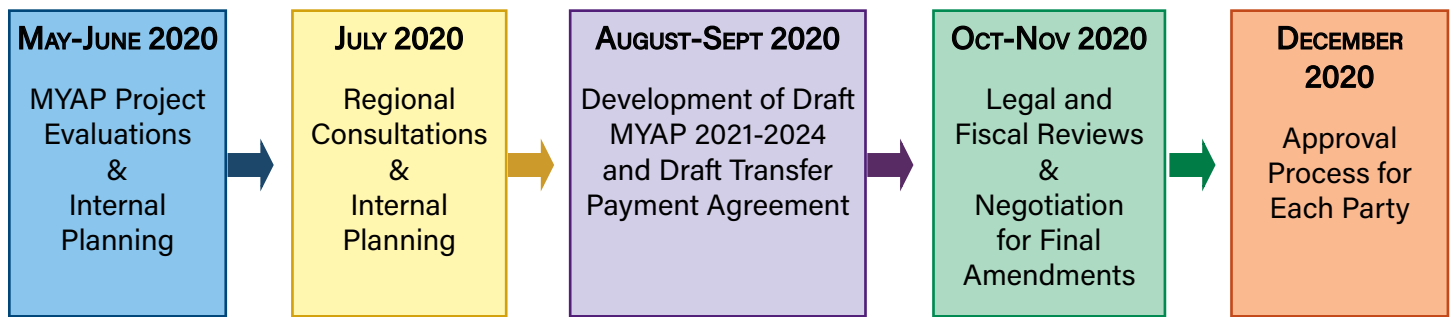 MAY-JUNE 2020
MYAP Project
Evaluations
&
Internal
Planning
JULY 2020
Regional
Consultations
&
Internal
Planning
AUGUST-SEPT 2020
Development of Draft
MYAP 2021-2024
and Draft Transfer
Payment Agreement
OCT-NOV 2020
Legal and
Fiscal Reviews
&
Negotiation
for Final
Amendments
DECEMBER
2020
Approval
Process for
Each Party